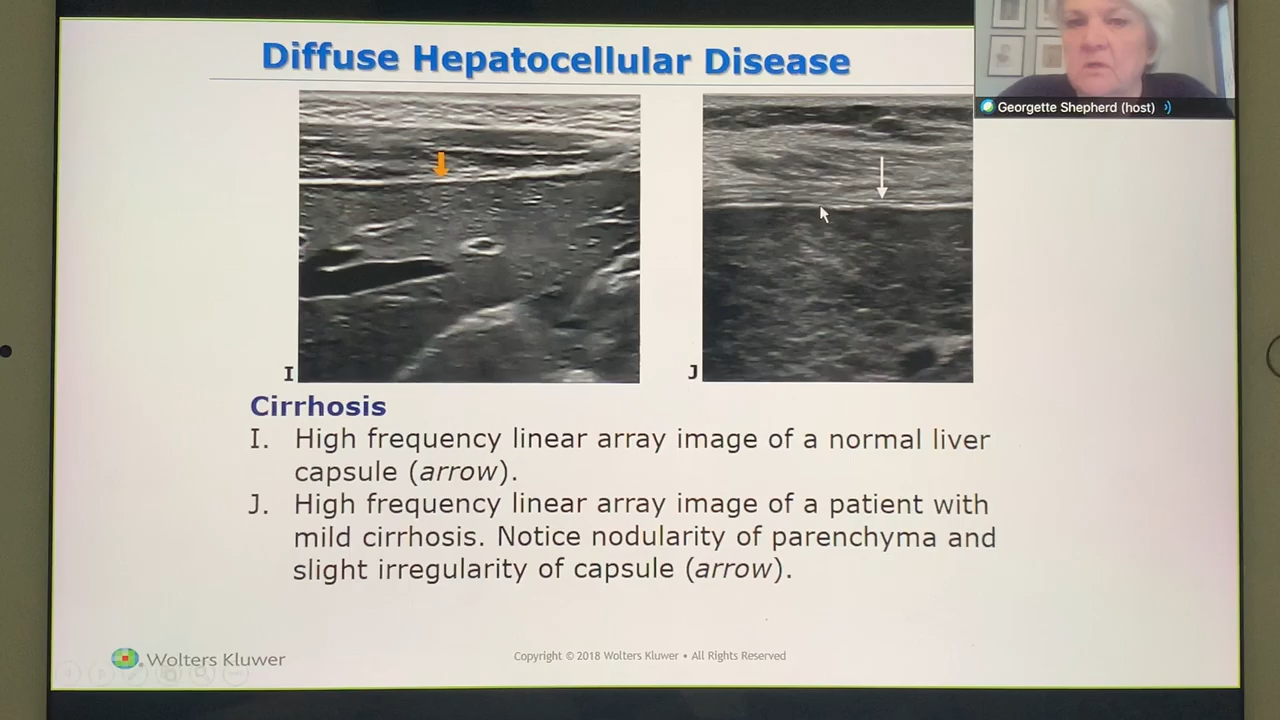 Diffuse Hepatocellular Disease
Georgette Shepherd (host)
I
J
Cirrhosis
I. High frequency linear array image of a normal liver
capsule (arrow).
J. High frequency linear array image of a patient with
mild cirrhosis. Notice nodularity of parenchyma and
slight irregularity of capsule (arrow).
Wolters Kluwer
Copyright © 2018 Wolters Kluwer • All Rights Reserved